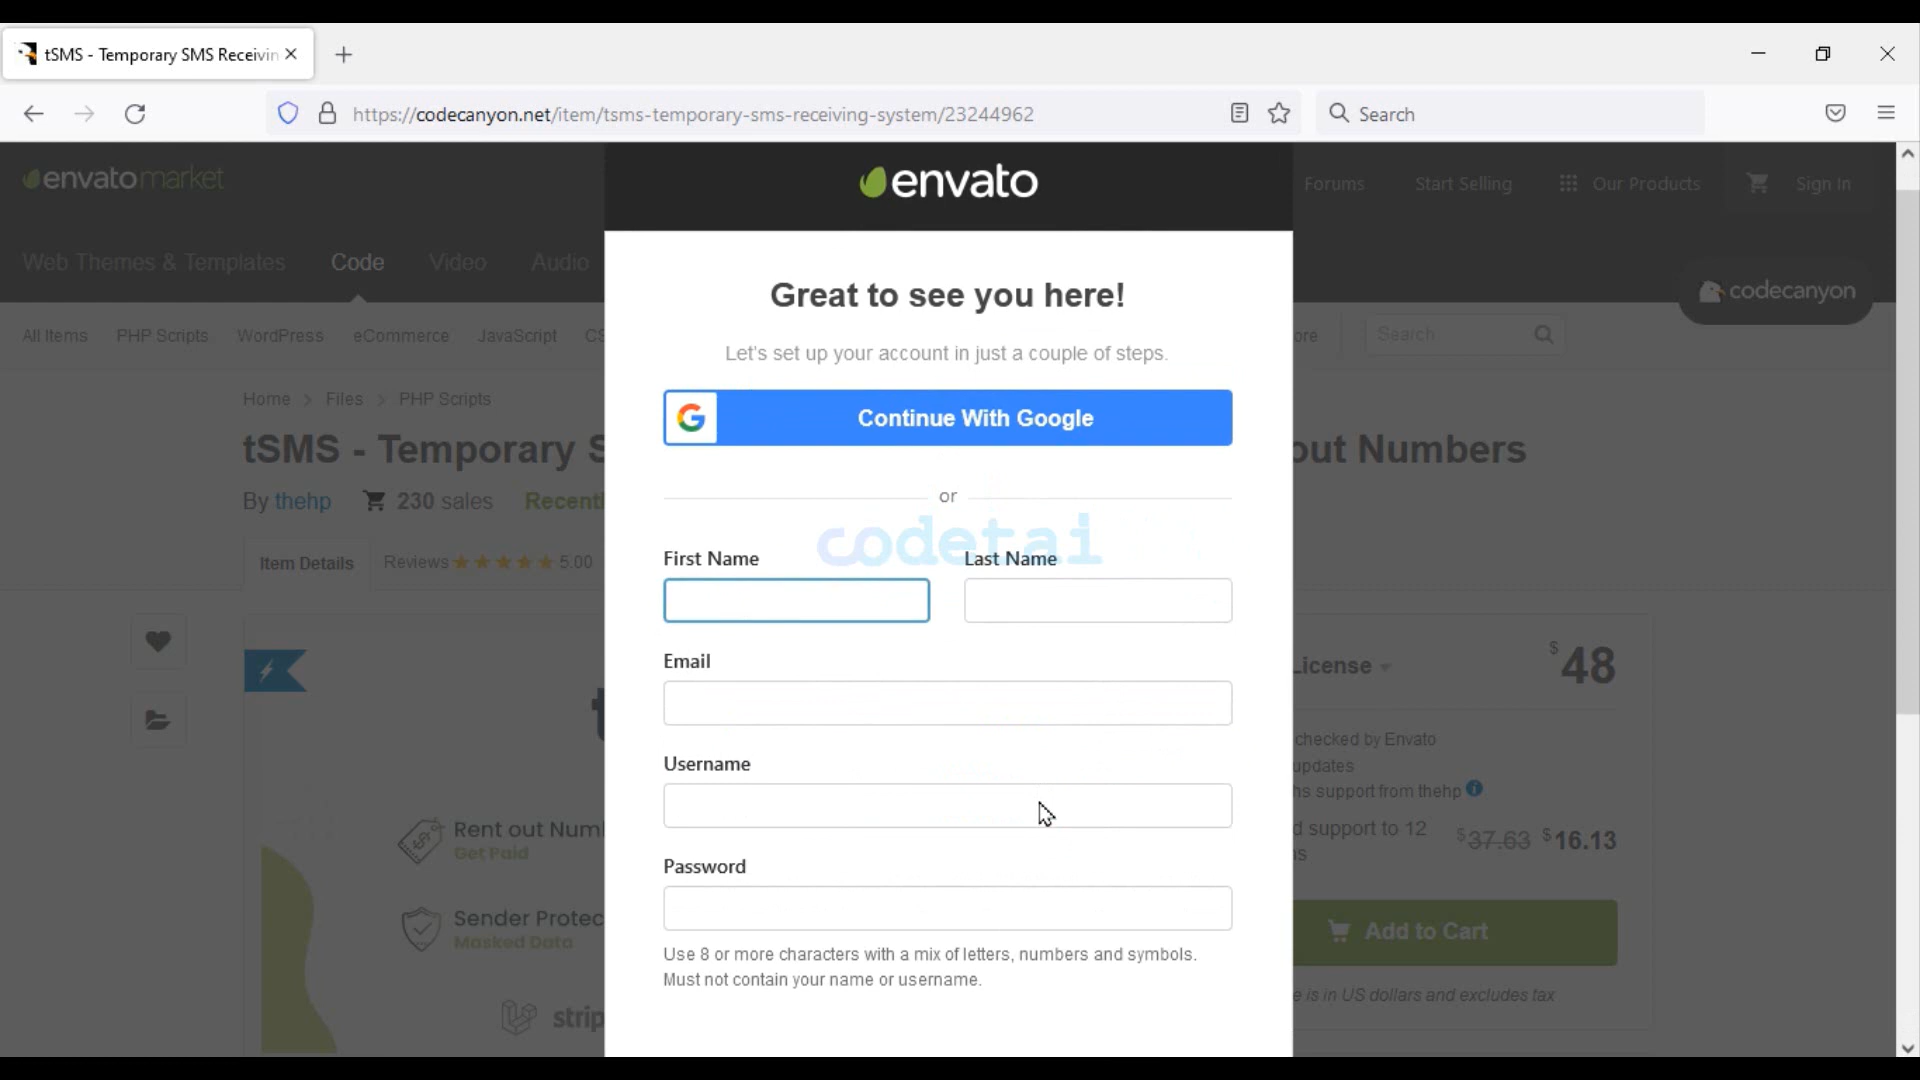 tSMS - Temporary SMS Receivin
https://codecanyon.net/item/tsms-temporary-sms-receiving-system/23244962
Search
envatomarket
envato
Forums
Start Selling
Our Products
Sign In
Web Themes & Templates
Code
Video
Audio
codecanyon
All Items
PHP Scripts
WordPress
eCommerce
JavaScript
CS
ore
Search
Great to see you here!
Let's set up your account in just a couple of steps.
Continue With Google
or
Home > Files > PHP Scripts
tSMS - Temporary S
out Numbers
By thehp
230 sales
Recentl
Item Details
Reviews
5.00
codetai
First Name
Last Name
Email
Username
Password
Use 8 or more characters with a mix of letters, numbers and symbols.
Must not contain your name or username.
Rent out Num
Get Paid
Sender Protec
Masked Data
strip
License
$48
checked by Envato
updates
hs support from thehp
d support to 12
$37.63 $16.13
Add to Cart
e is in US dollars and excludes tax